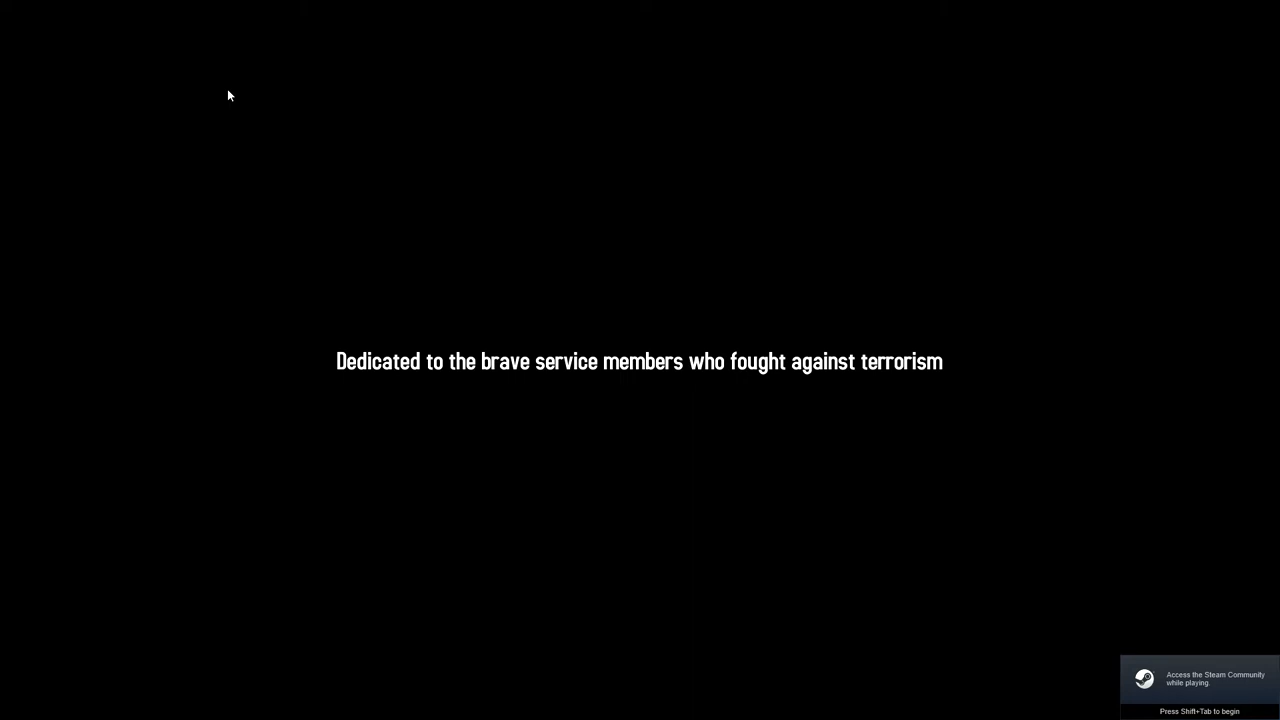 Dedicated to the brave service members who fought against terrorism
Access the Steam Community
while playing.
Press Shift+Tab to begin